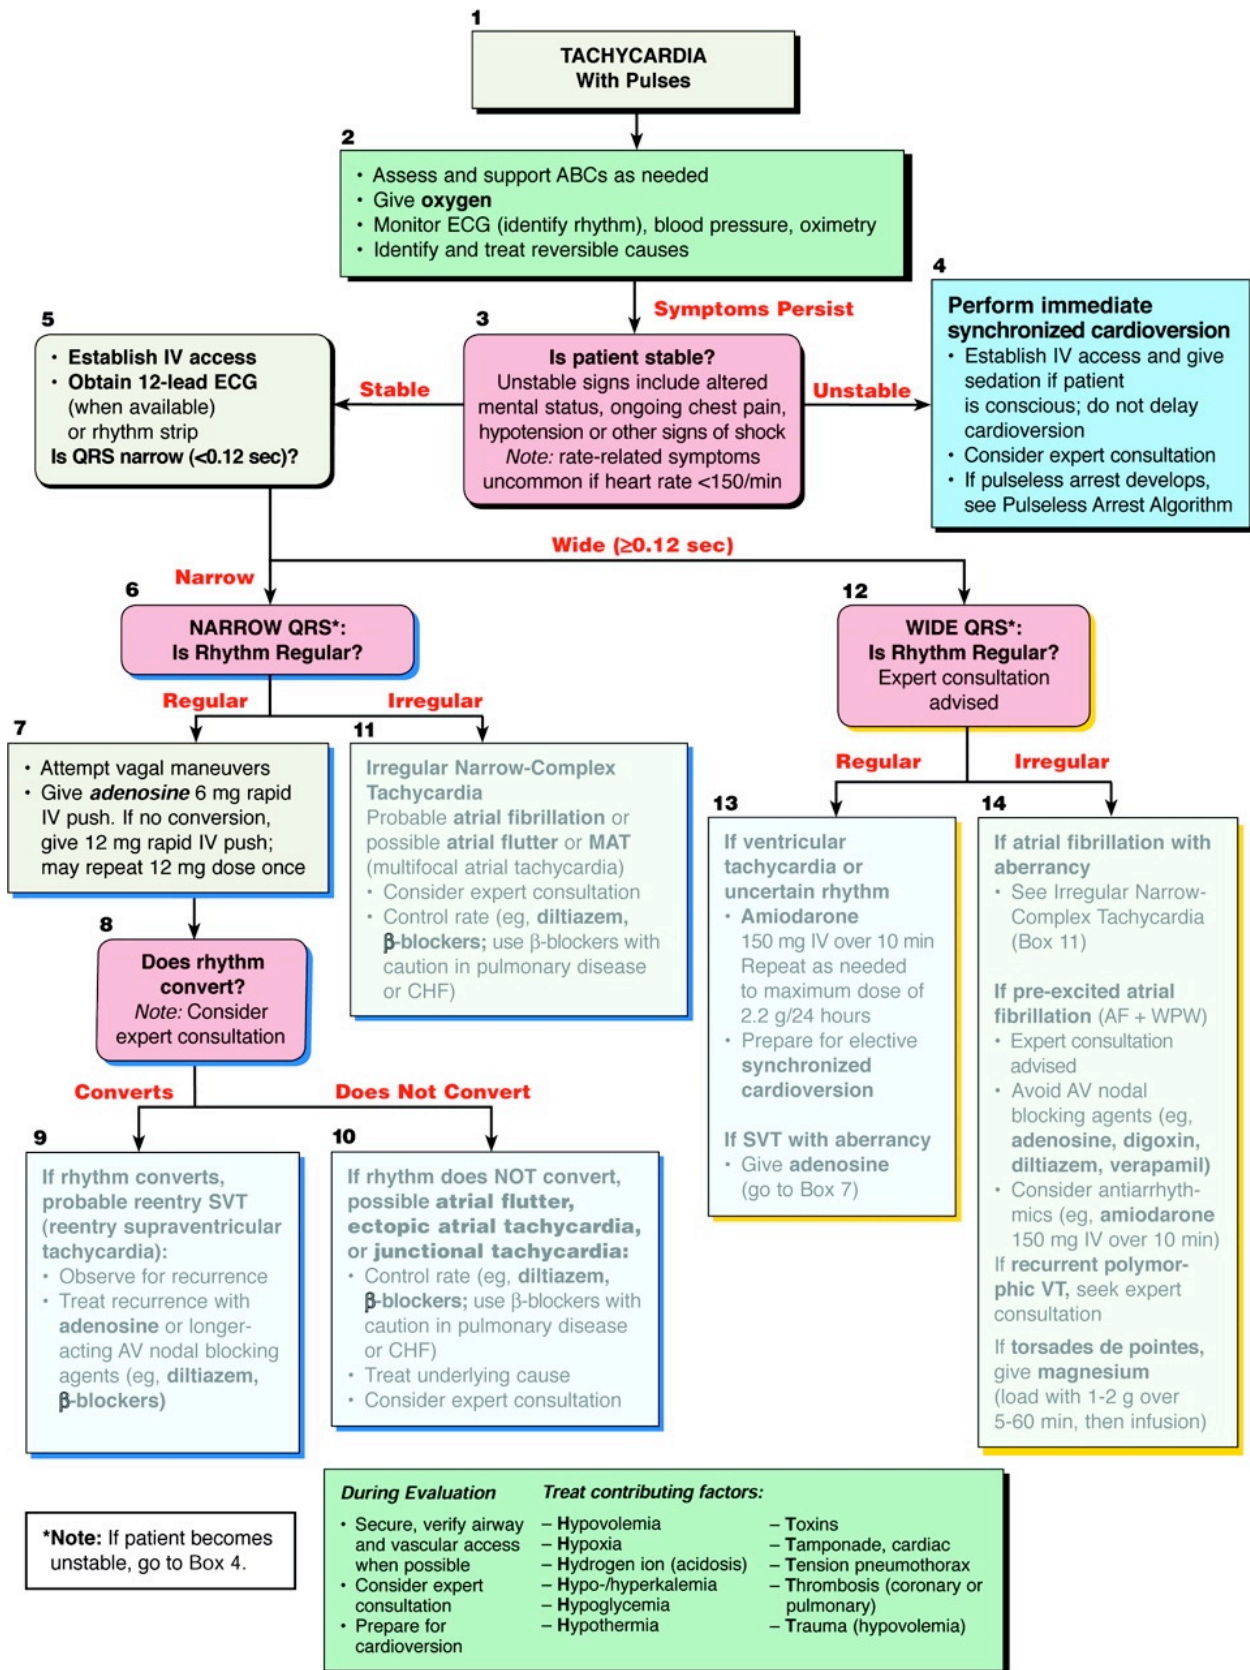 1
TACHYCARDIA
With Pulses
2
• Assess and support ABCs as needed
• Give oxygen
• Monitor ECG (identify rhythm), blood pressure, oximetry
• Identify and treat reversible causes
Symptoms Persist
3
Is patient stable?
Unstable signs include altered
mental status, ongoing chest pain,
hypotension or other signs of shock
Note: rate-related symptoms
uncommon if heart rate <150/min
Stable
Unstable
4
Perform immediate
synchronized cardioversion
• Establish IV access and give
sedation if patient
is conscious; do not delay
cardioversion
• Consider expert consultation
• If pulseless arrest develops,
see Pulseless Arrest Algorithm
5
• Establish IV access
• Obtain 12-lead ECG
(when available)
or rhythm strip
Is QRS narrow (<0.12 sec)?
Narrow
Wide (≥0.12 sec)
6
NARROW QRS*:
Is Rhythm Regular?
Regular
Irregular
7
• Attempt vagal maneuvers
• Give adenosine 6 mg rapid
IV push. If no conversion,
give 12 mg rapid IV push;
may repeat 12 mg dose once
8
Does rhythm
convert?
Note: Consider
expert consultation
Converts
Does Not Convert
9
If rhythm converts,
probable reentry SVT
(reentry supraventricular
tachycardia):
• Observe for recurrence
• Treat recurrence with
adenosine or longer-
acting AV nodal blocking
agents (eg, diltiazem,
β-blockers)
10
If rhythm does NOT convert,
possible atrial flutter,
ectopic atrial tachycardia,
or junctional tachycardia:
• Control rate (eg, diltiazem,
β-blockers; use β-blockers with
caution in pulmonary disease
or CHF)
• Treat underlying cause
• Consider expert consultation
11
Irregular Narrow-Complex
Tachycardia
Probable atrial fibrillation or
possible atrial flutter or MAT
(multifocal atrial tachycardia)
• Consider expert consultation
• Control rate (eg, diltiazem,
β-blockers; use β-blockers with
caution in pulmonary disease
or CHF)
12
WIDE QRS*:
Is Rhythm Regular?
Expert consultation
advised
Regular
Irregular
13
If ventricular
tachycardia or
uncertain rhythm
• Amiodarone
150 mg IV over 10 min
Repeat as needed
to maximum dose of
2.2 g/24 hours
• Prepare for elective
synchronized
cardioversion
If SVT with aberrancy
• Give adenosine
(go to Box 7)
14
If atrial fibrillation with
aberrancy
• See Irregular Narrow-
Complex Tachycardia
(Box 11)
If pre-excited atrial
fibrillation (AF + WPW)
• Expert consultation
advised
• Avoid AV nodal
blocking agents (eg,
adenosine, digoxin,
diltiazem, verapamil)
• Consider antiarrhyth-
mics (eg, amiodarone
150 mg IV over 10 min)
If recurrent polymor-
phic VT, seek expert
consultation
If torsades de pointes,
give magnesium
(load with 1-2 g over
5-60 min, then infusion)
*Note: If patient becomes
unstable, go to Box 4.
During Evaluation
• Secure, verify airway
and vascular access
when possible
• Consider expert
consultation
• Prepare for
cardioversion
Treat contributing factors:
– Hypovolemia
– Hypoxia
– Hydrogen ion (acidosis)
– Hypo-/hyperkalemia
– Hypoglycemia
– Hypothermia
– Toxins
– Tamponade, cardiac
– Tension pneumothorax
– Thrombosis (coronary or
pulmonary)
– Trauma (hypovolemia)